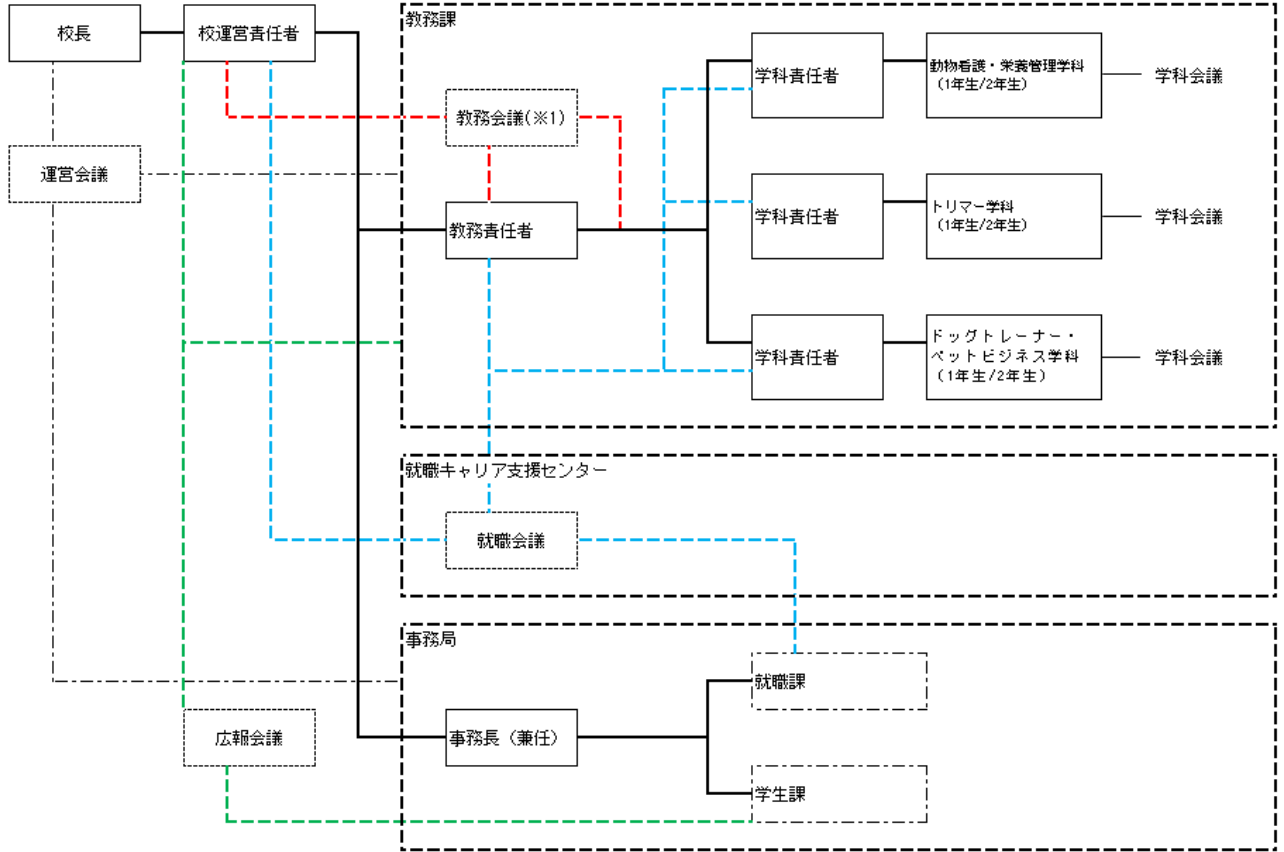 校長
校運営責任者
教務課
学科責任者
動物看護・栄養管理学科
(1年生/2年生)
学科会議
教務会議(※1)
運営会議
教務責任者
学科責任者
トリマー学科
(1年生/2年生)
学科会議
学科責任者
ドッグトレーナー・
ペットビジネス学科
(1年生/2年生)
学科会議
就職キャリア支援センター
就職会議
事務局
就職課
広報会議
事務長（兼任）
学生課